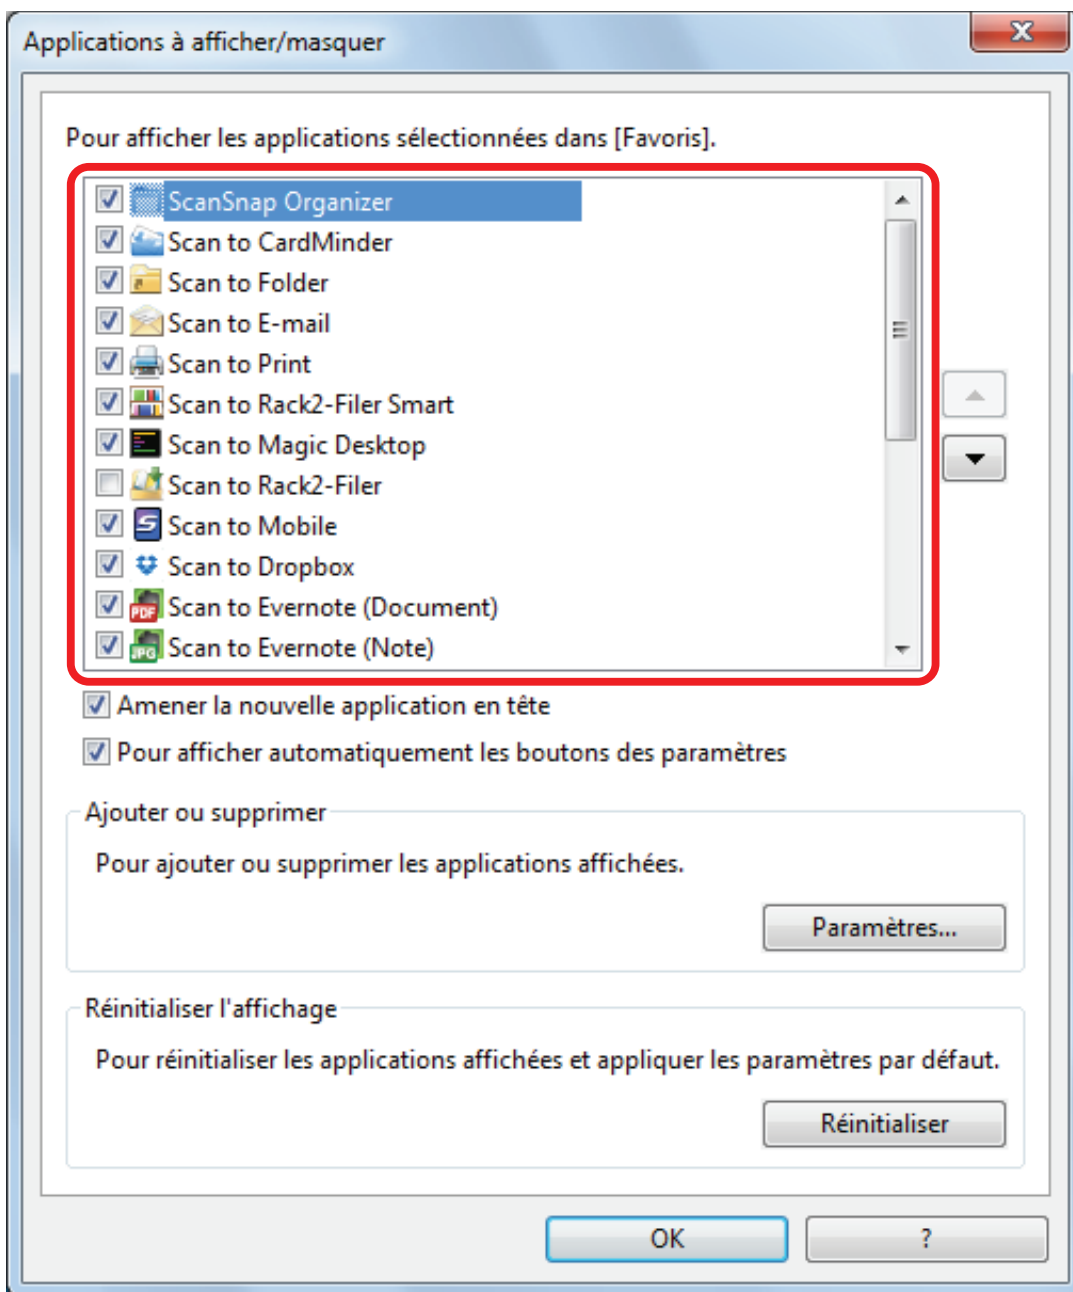 Applications à afficher/masquer
Pour afficher les applications sélectionnées dans [Favoris].
ScanSnap Organizer
Scan to CardMinder
Scan to Folder
Scan to E-mail
Scan to Print
Scan to Rack2-Filer Smart
Scan to Magic Desktop
Scan to Rack2-Filer
Scan to Mobile
Scan to Dropbox
PDF Scan to Evernote (Document)
JPG Scan to Evernote (Note)
Amener la nouvelle application en tête
Pour afficher automatiquement les boutons des paramètres
Ajouter ou supprimer
Pour ajouter ou supprimer les applications affichées.
Paramètres...
Réinitialiser l'affichage
Pour réinitialiser les applications affichées et appliquer les paramètres par défaut.
Réinitialiser
OK
?